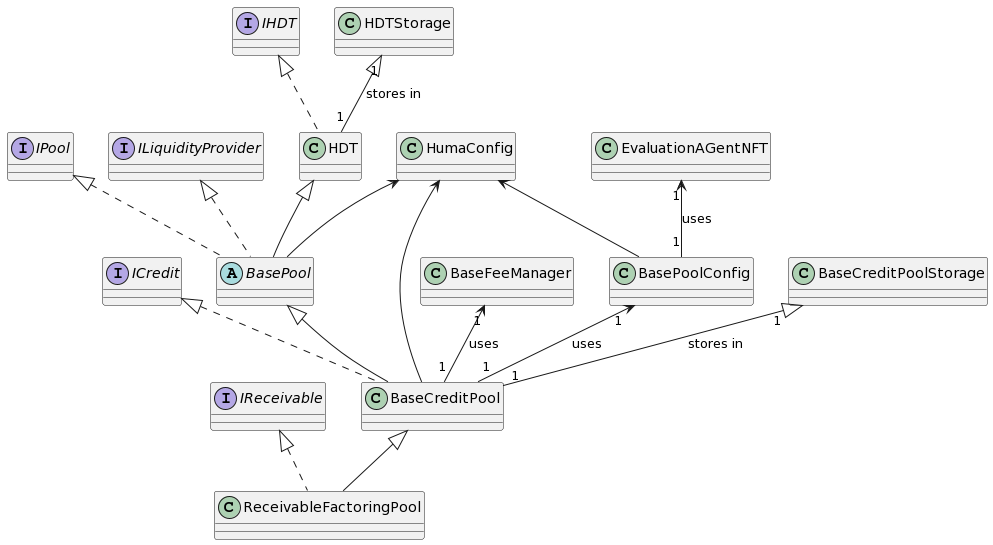 I IHDT
C HDTStorage
1
stores in
1
I IPool
I ILiquidityProvider
C HDT
C HumaConfig
C EvaluationAGentNFT
1
uses
1
I ICredit
A BasePool
C BaseFeeManager
C BasePoolConfig
C BaseCreditPoolStorage
1
1
1
uses
uses
stores in
1
1
1
I IReceivable
C BaseCreditPool
C ReceivableFactoringPool